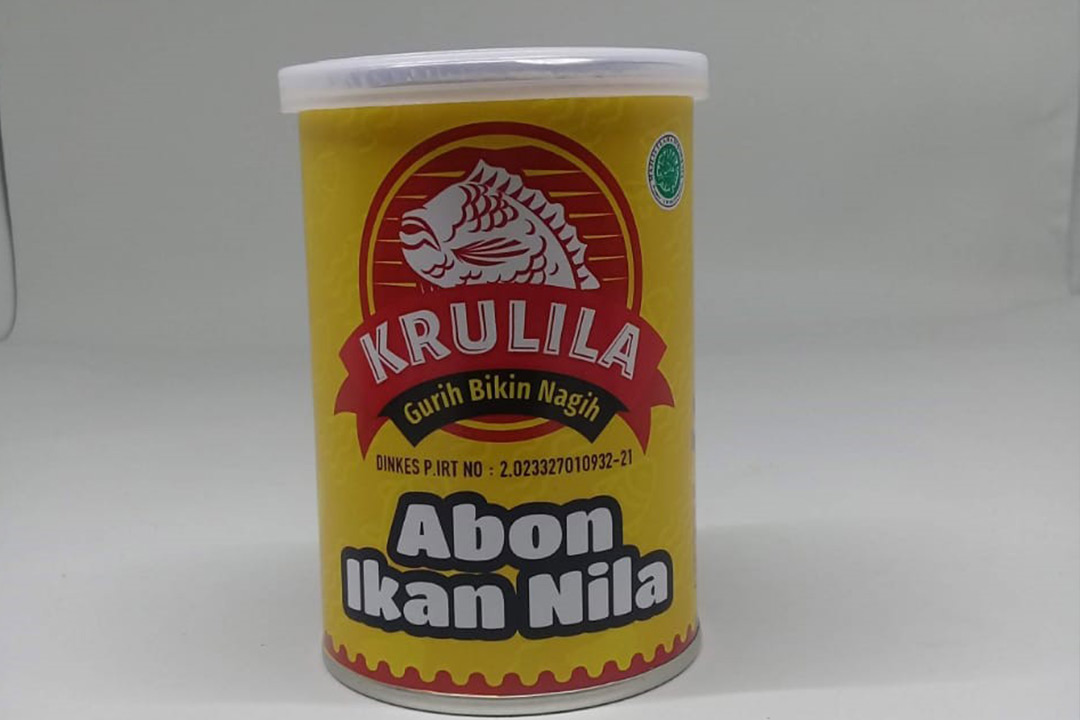 KRULILA
Gurih Bikin Nagih
DINKES P.IRT NO : 2.023327010932-21
Abon
Ikan Nila